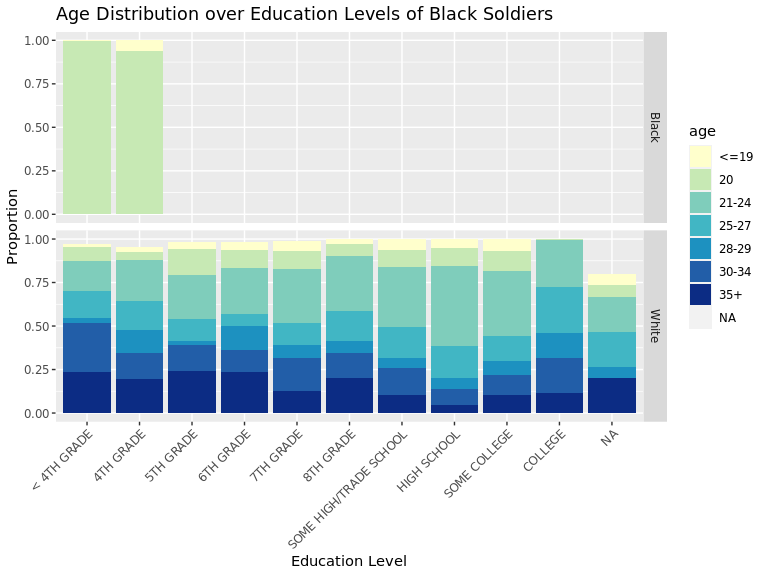 Age Distribution over Education Levels of Black Soldiers
1.00
0.75
0.50
0.25
0.00
Black
1.00
0.75
0.50
0.25
0.00
White
Proportion
< 4TH GRADE
4TH GRADE
5TH GRADE
6TH GRADE
7TH GRADE
8TH GRADE
SOME HIGH/TRADE SCHOOL
HIGH SCHOOL
SOME COLLEGE
COLLEGE
NA
Education Level
age
<=19
20
21-24
25-27
28-29
30-34
35+
NA